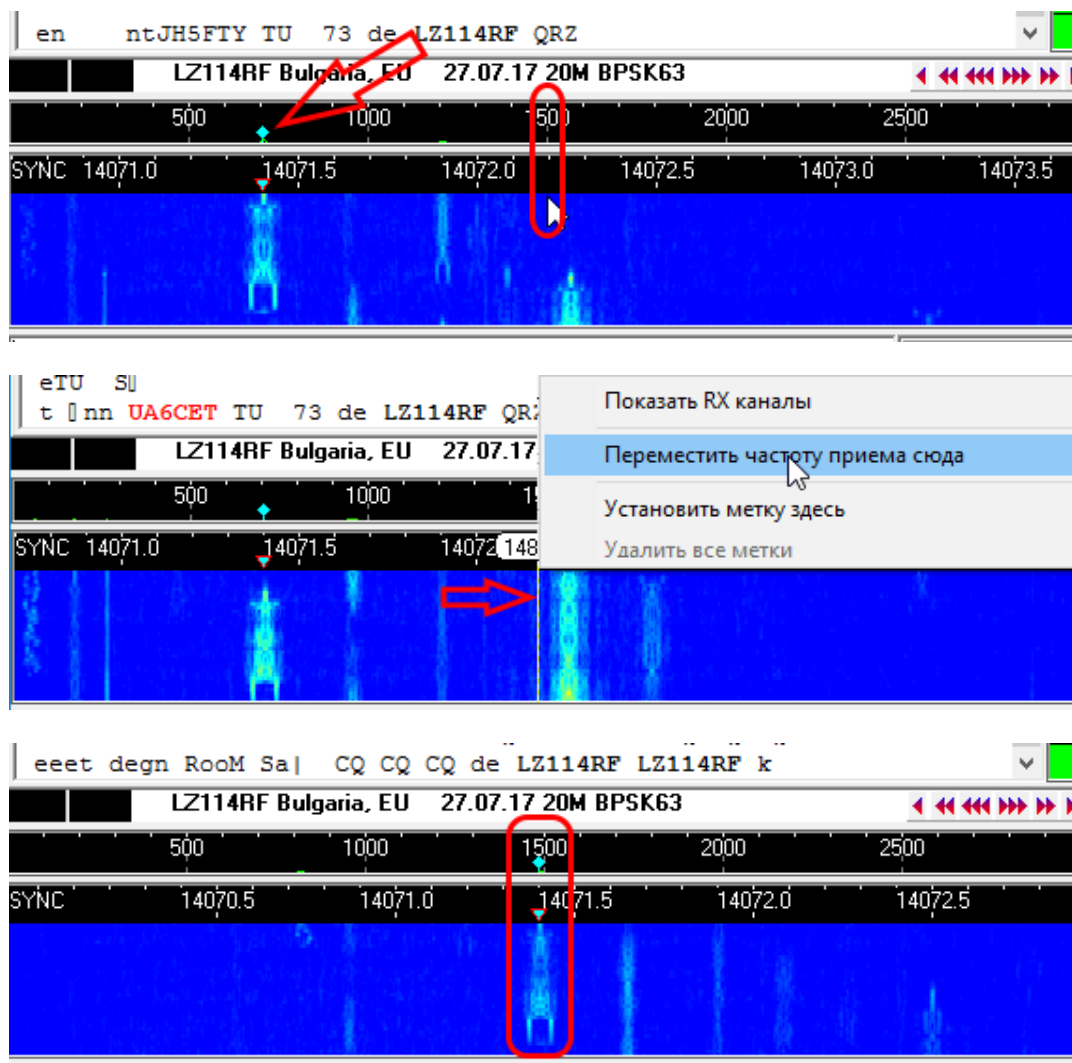 en ntJH5FTY TU 73 de LZ114RF QRZ
LZ114RF Bulgaria, EU 27.07.17 20M BPSK63
500 1000 1500 2000 2500
SYNC 14071.0 14071.5 14072.0 14072.5 14073.0 14073.5
eTU S
t nn UA6CET TU 73 de LZ114RF QRZ
LZ114RF Bulgaria, EU 27.07.17
500 1000 1
SYNC 14071.0 14071.5 14072 148
Показать RX каналы
Переместить частоту приема сюда
Установить метку здесь
Удалить все метки
eeet degn RooM Sa| CQ CQ CQ de LZ114RF LZ114RF k
LZ114RF Bulgaria, EU 27.07.17 20M BPSK63
500 1000 1500 2000 2500
SYNC 14070.5 14071.0 14071.5 14072.0 14072.5